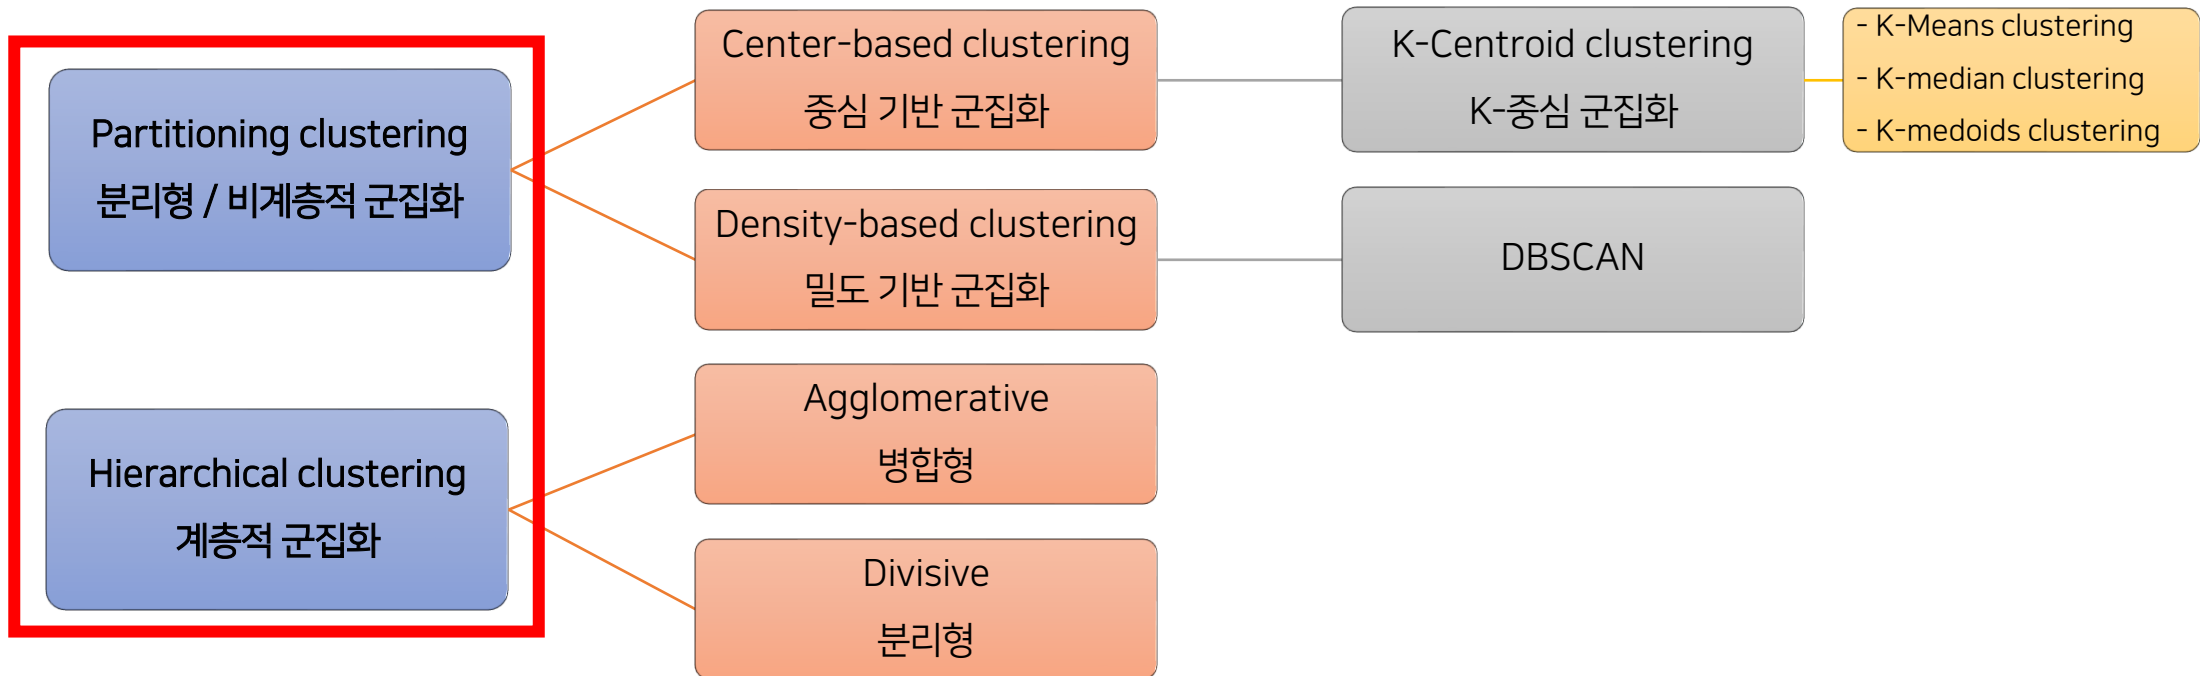 Partitioning clustering
분리형 / 비계층적 군집화
Center-based clustering
중심 기반 군집화
K-Centroid clustering
K-중심 군집화
- K-Means clustering
- K-median clustering
- K-medoids clustering
Density-based clustering
밀도 기반 군집화
DBSCAN
Hierarchical clustering
계층적 군집화
Agglomerative
병합형
Divisive
분리형